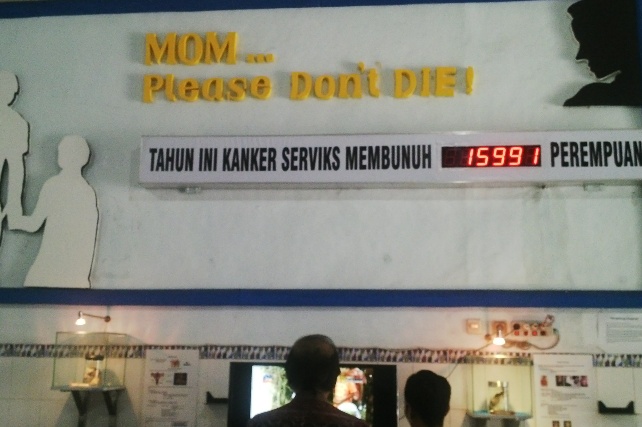 MOM...
Please Don't DIE!
TAHUN INI KANKER SERVIKS MEMBUNUH 15991 PEREMPUAN